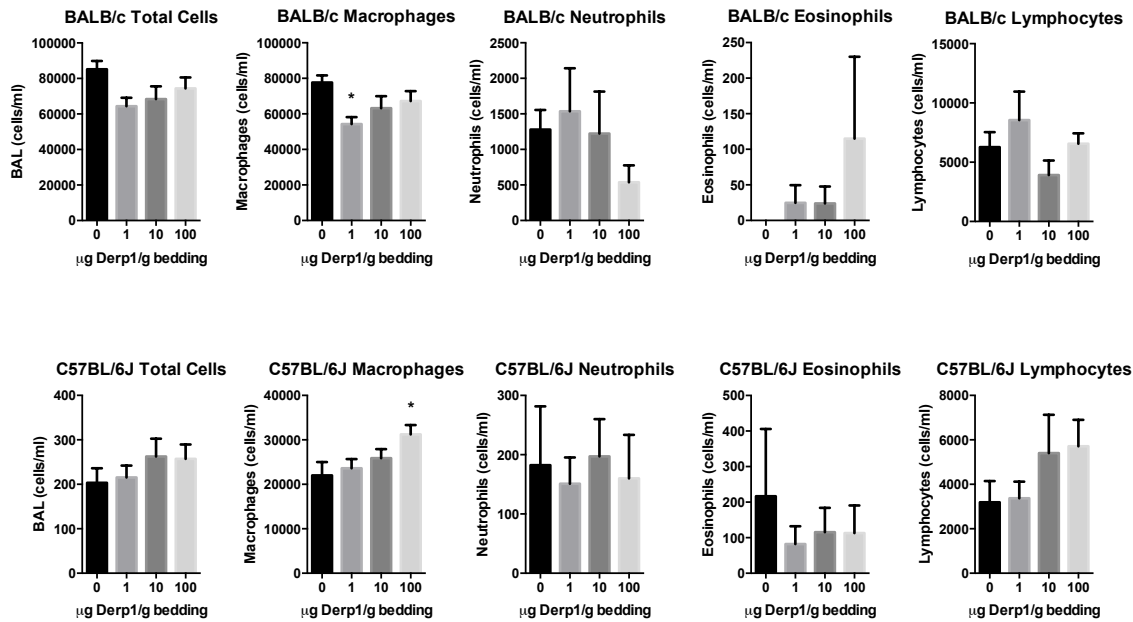 BALB/c Total Cells
BAL (cells/ml)
100000
80000
60000
40000
20000
0
0 1 10 100
μg Derp1/g bedding
BALB/c Macrophages
Macrophages (cells/ml)
100000
80000
60000
40000
20000
0
*
0 1 10 100
μg Derp1/g bedding
BALB/c Neutrophils
Neutrophils (cells/ml)
2500
2000
1500
1000
500
0
0 1 10 100
μg Derp1/g bedding
BALB/c Eosinophils
Eosinophils (cells/ml)
250
200
150
100
50
0
0 1 10 100
μg Derp1/g bedding
BALB/c Lymphocytes
Lymphocytes (cells/ml)
15000
10000
5000
0
0 1 10 100
μg Derp1/g bedding
C57BL/6J Total Cells
BAL (cells/ml)
400
300
200
100
0
0 1 10 100
μg Derp1/g bedding
C57BL/6J Macrophages
Macrophages (cells/ml)
40000
30000
20000
10000
0
*
0 1 10 100
μg Derp1/g bedding
C57BL/6J Neutrophils
Neutrophils (cells/ml)
300
200
100
0
0 1 10 100
μg Derp1/g bedding
C57BL/6J Eosinophils
Eosinophils (cells/ml)
500
400
300
200
100
0
0 1 10 100
μg Derp1/g bedding
C57BL/6J Lymphocytes
Lymphocytes (cells/ml)
8000
6000
4000
2000
0
0 1 10 100
μg Derp1/g bedding